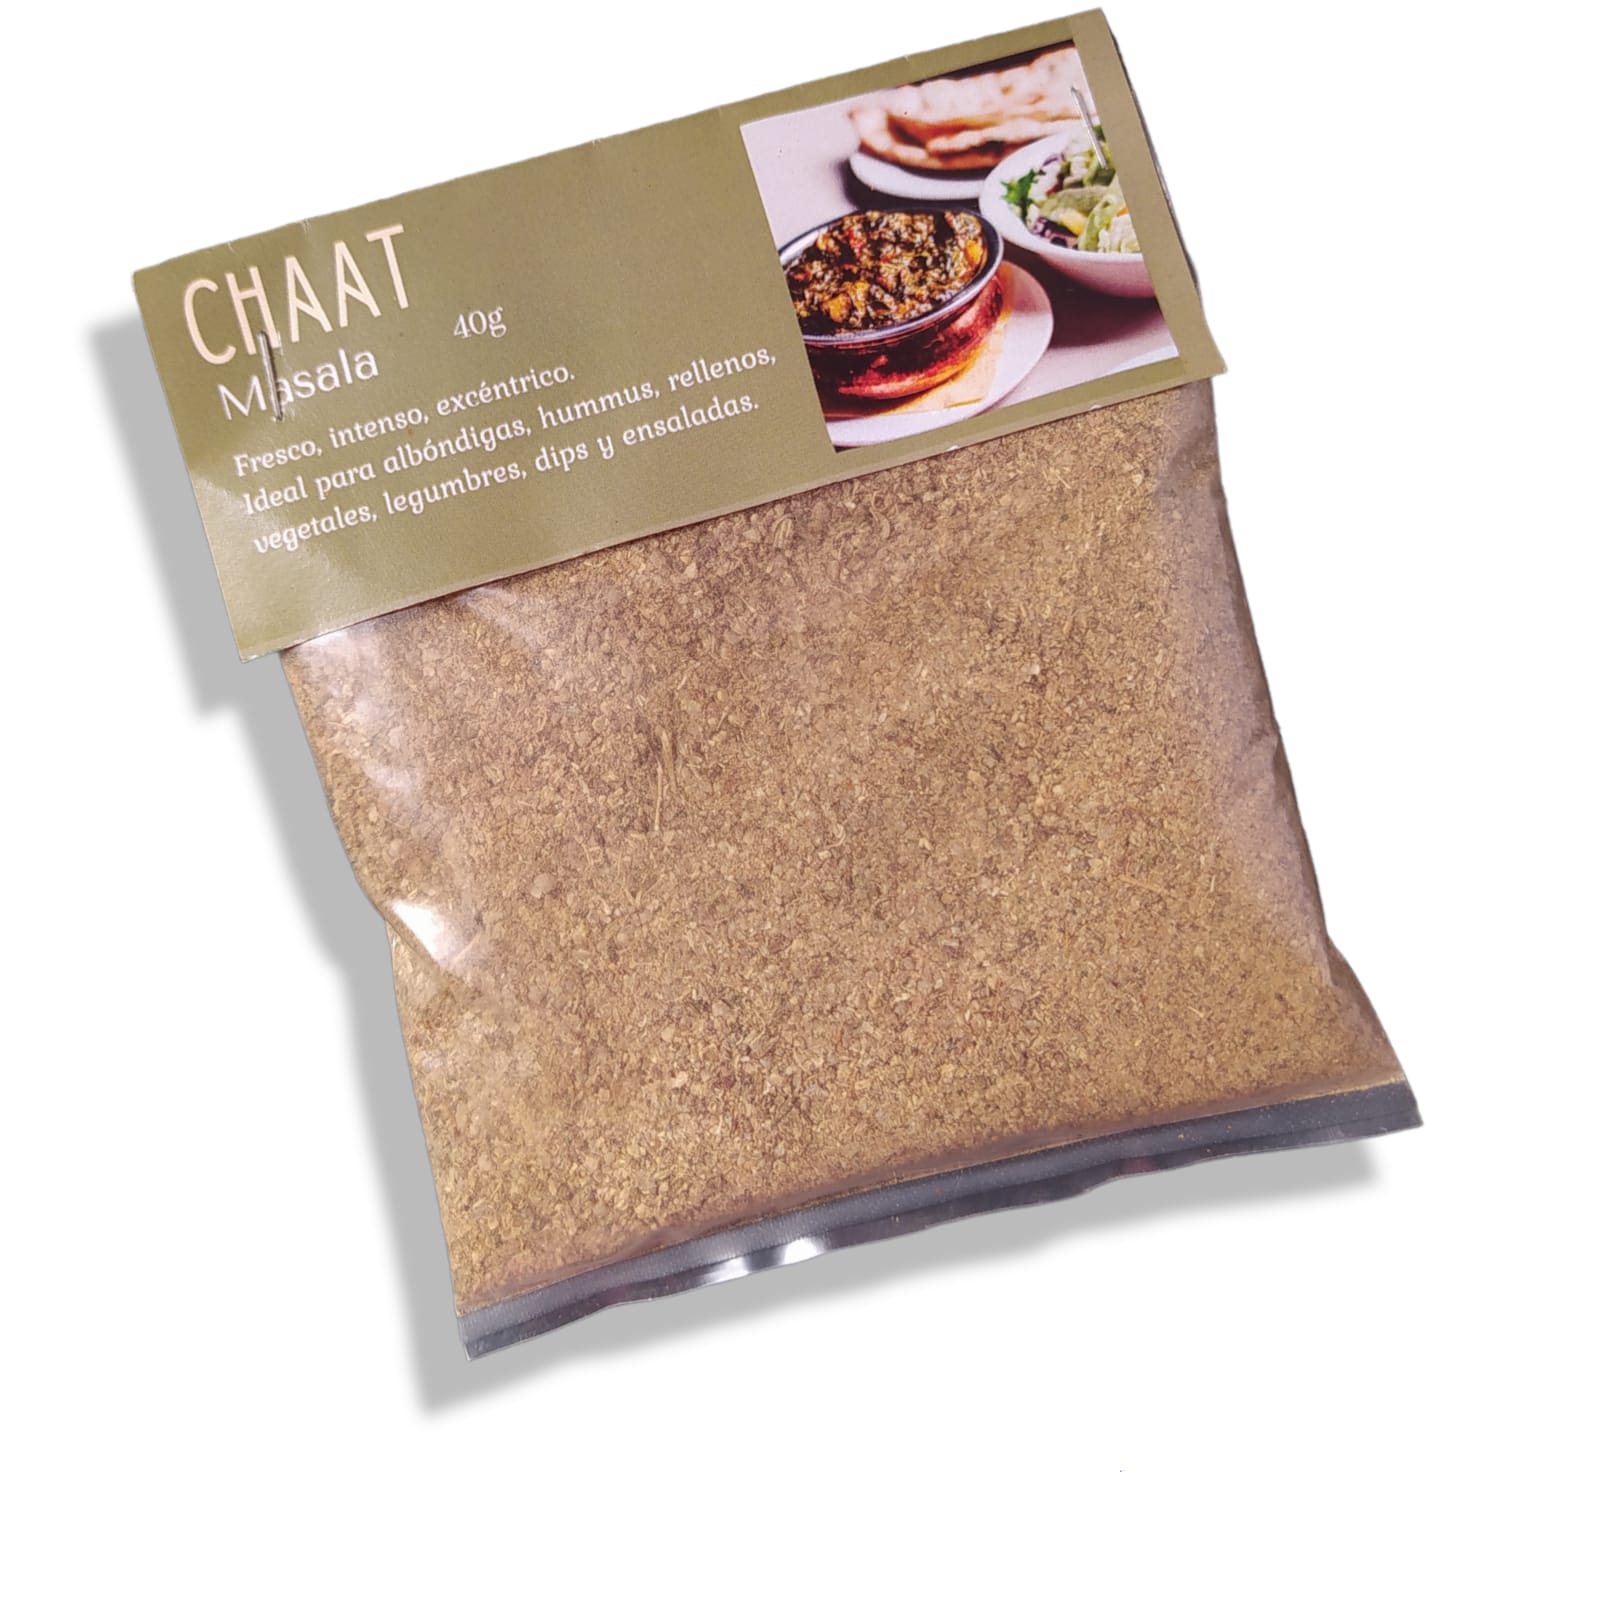 CHAAT
Masala
40g
Fresco, intenso, excéntrico.
Ideal para albóndigas, hummus, rellenos,
vegetales, legumbres, dips y ensaladas.